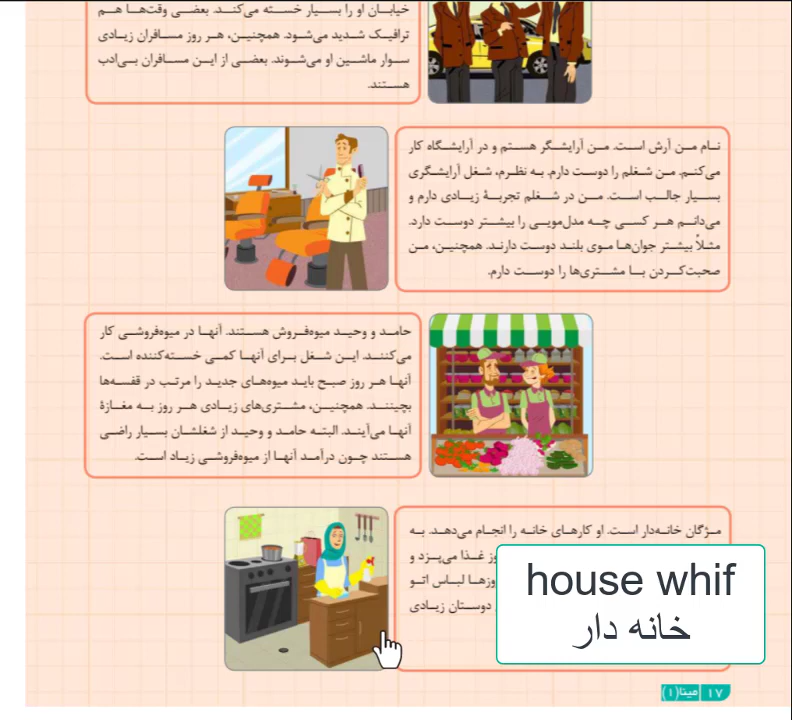 خیابان او را بسیار خسته می‌کند. بعضی وقت‌ها هم
ترافیک شدید می‌شود. همچنین، هر روز مسافران زیادی
سوار ماشین او می‌شوند. بعضی از این مسافران بی‌ادب
هستند.
نام من آرش است. من آرایشگر هستم و در آرایشگاه کار
می‌کنم. من شغلم را دوست دارم. به نظرم، شغل آرایشگری
بسیار جالب است. من در شغلم تجربهٔ زیادی دارم و
می‌دانم هر کسی چه مدل‌مویی را بیشتر دوست دارد.
مثلاً بیشتر جوان‌ها موی بلند دوست دارند. همچنین، من
صحبت‌کردن با مشتری‌ها را دوست دارم.
حامد و وحید میوه‌فروش هستند. آنها در میوه‌فروشی کار
می‌کنند. این شغل برای آنها کمی خسته‌کننده است.
آنها هر روز صبح باید میوه‌های جدید را مرتب در قفسه‌ها
بچینند. همچنین، مشتری‌های زیادی هر روز به مغازهٔ
آنها می‌آیند. البته حامد و وحید از شغلشان بسیار راضی
هستند چون درآمد آنها از میوه‌فروشی زیاد است.
مژگان خانه‌دار است. او کارهای خانه را انجام می‌دهد. به
غذا می‌پزد و
لباس اتو
دوستان زیادی
house whif
خانه دار
۱۷ | مینا(۱)